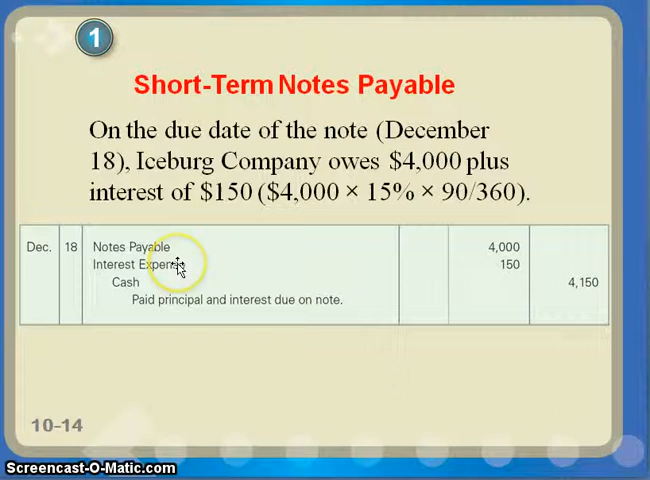 1
Short-Term Notes Payable
On the due date of the note (December
18), Iceburg Company owes $4,000 plus
interest of $150 ($4,000 × 15% × 90/360).
Dec. 18 Notes Payable 4,000
Interest Expense 150
Cash 4,150
Paid principal and interest due on note.
10-14
Screencast-O-Matic.com